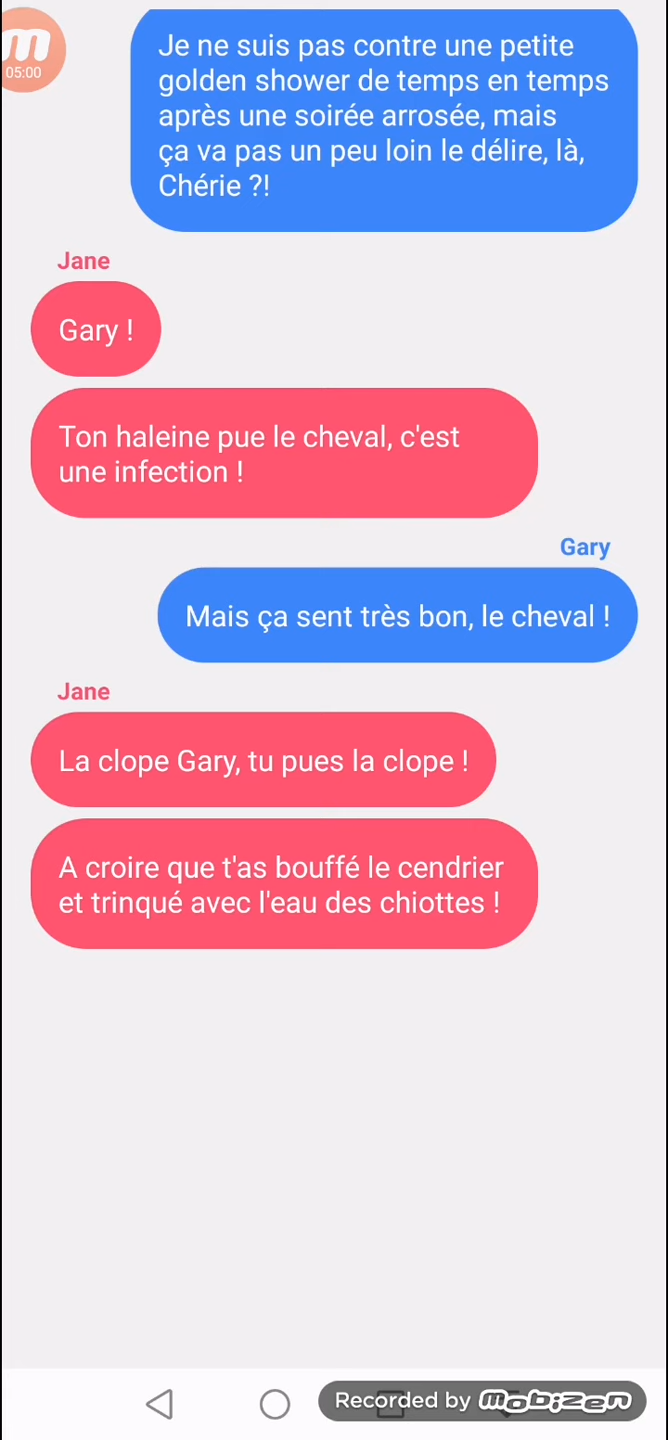 m
05:00
Je ne suis pas contre une petite
golden shower de temps en temps
après une soirée arrosée, mais
ça va pas un peu loin le délire, là,
Chérie ?!
Jane
Gary !
Ton haleine pue le cheval, c'est
une infection !
Gary
Mais ça sent très bon, le cheval !
Jane
La clope Gary, tu pues la clope !
A croire que t'as bouffé le cendrier
et trinqué avec l'eau des chiottes !
Recorded by mobizen